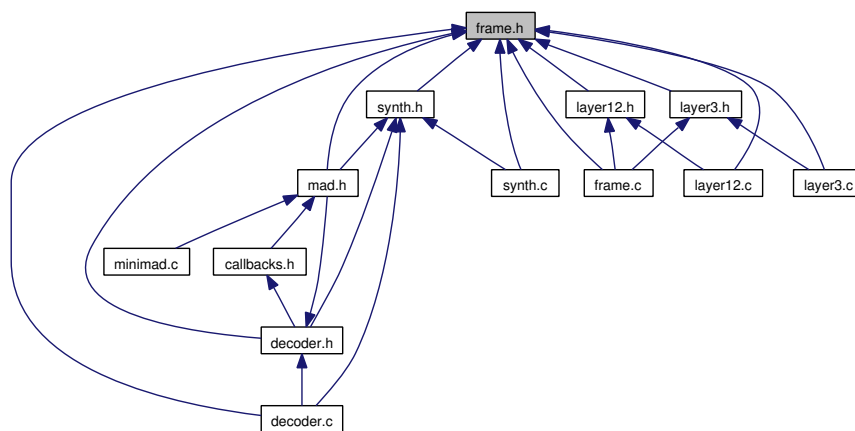 frame.h
synth.h
layer12.h
layer3.h
mad.h
synth.c
frame.c
layer12.c
layer3.c
minimad.c
callbacks.h
decoder.h
decoder.c